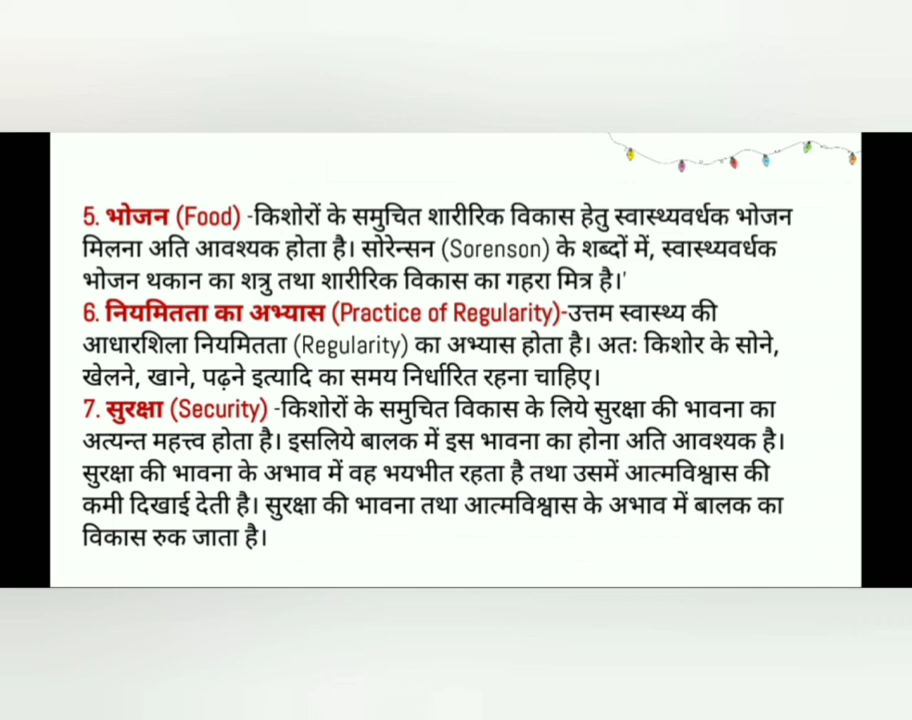 5. भोजन (Food) -किशोरों के समुचित शारीरिक विकास हेतु स्वास्थ्यवर्धक भोजन
मिलना अति आवश्यक होता है। सोरेन्सन (Sorenson) के शब्दों में, स्वास्थ्यवर्धक
भोजन थकान का शत्रु तथा शारीरिक विकास का गहरा मित्र है।'
6. नियमितता का अभ्यास (Practice of Regularity)-उत्तम स्वास्थ्य की
आधारशिला नियमितता (Regularity) का अभ्यास होता है। अतः किशोर के सोने,
खेलने, खाने, पढ़ने इत्यादि का समय निर्धारित रहना चाहिए।
7. सुरक्षा (Security) -किशोरों के समुचित विकास के लिये सुरक्षा की भावना का
अत्यन्त महत्त्व होता है। इसलिये बालक में इस भावना का होना अति आवश्यक है।
सुरक्षा की भावना के अभाव में वह भयभीत रहता है तथा उसमें आत्मविश्वास की
कमी दिखाई देती है। सुरक्षा की भावना तथा आत्मविश्वास के अभाव में बालक का
विकास रुक जाता है।